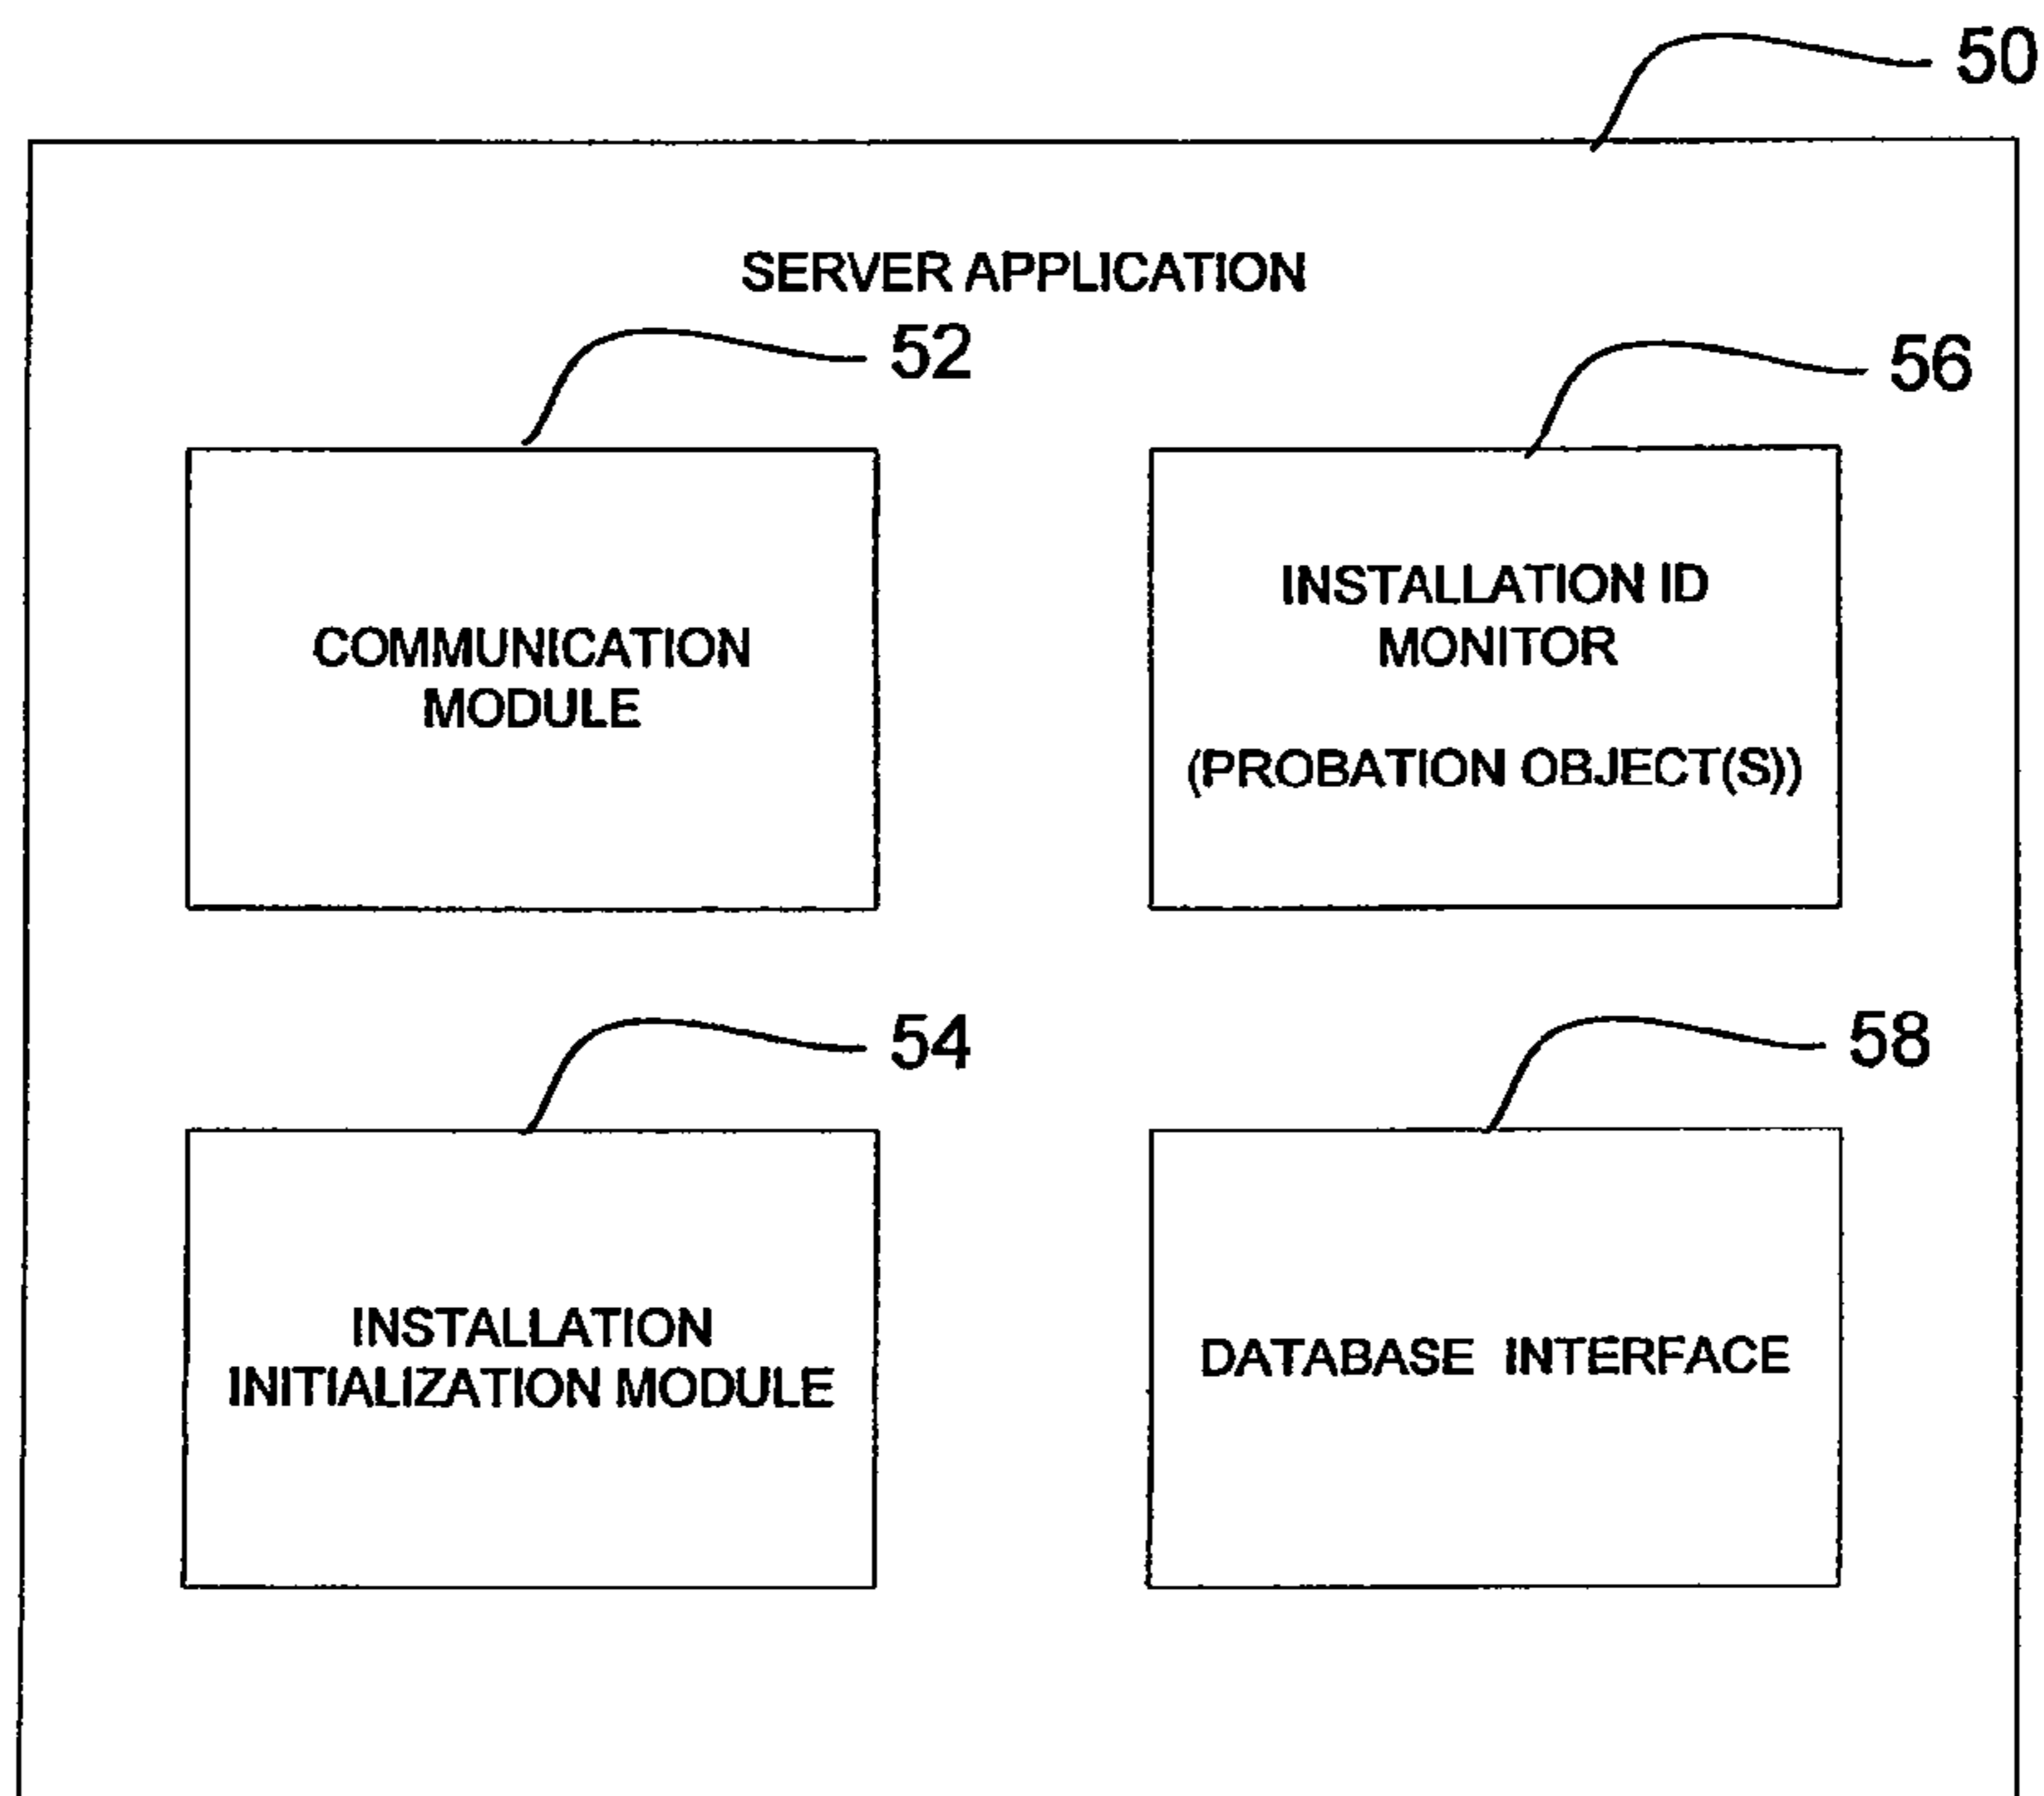 50
SERVER APPLICATION
52
56
COMMUNICATION
MODULE
INSTALLATION ID
MONITOR
(PROBATION OBJECT(S))
54
58
INSTALLATION
INITIALIZATION MODULE
DATABASE INTERFACE